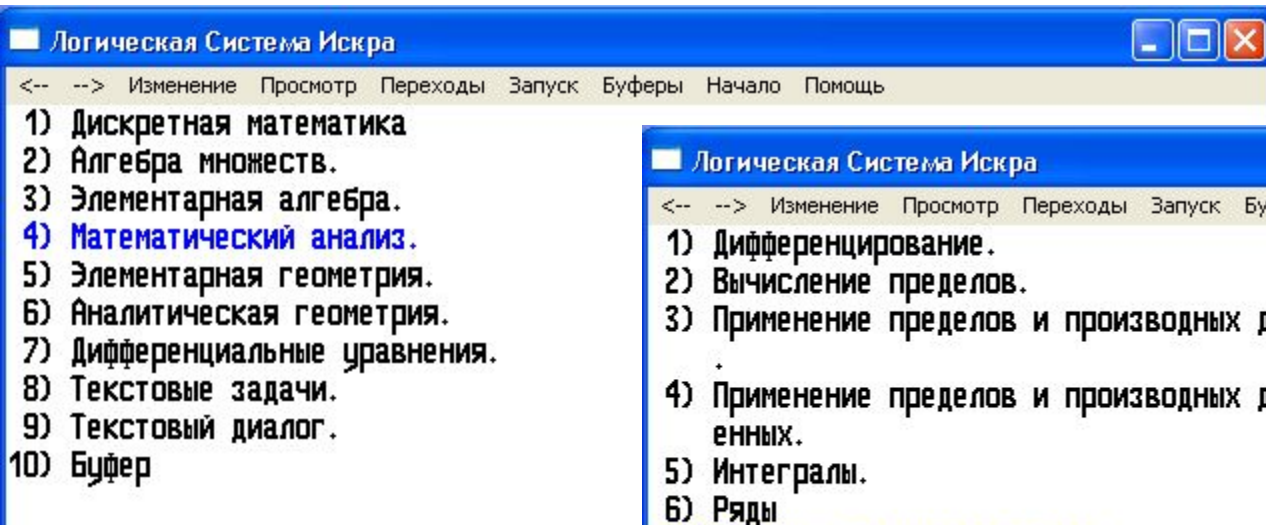 Логическая Система Искра
<-- --> Изменение Просмотр Переходы Запуск Буферы Начало Помощь
1) Дискретная математика
2) Алгебра множеств.
3) Элементарная алгебра.
4) Математический анализ.
5) Элементарная геометрия.
6) Аналитическая геометрия.
7) Дифференциальные уравнения.
8) Текстовые задачи.
9) Текстовый диалог.
10) Буфер
Логическая Система Искра
<-- --> Изменение Просмотр Переходы Запуск
1) Дифференцирование.
2) Вычисление пределов.
3) Применение пределов и производных
.
4) Применение пределов и производных
енных.
5) Интегралы.
6) Ряды